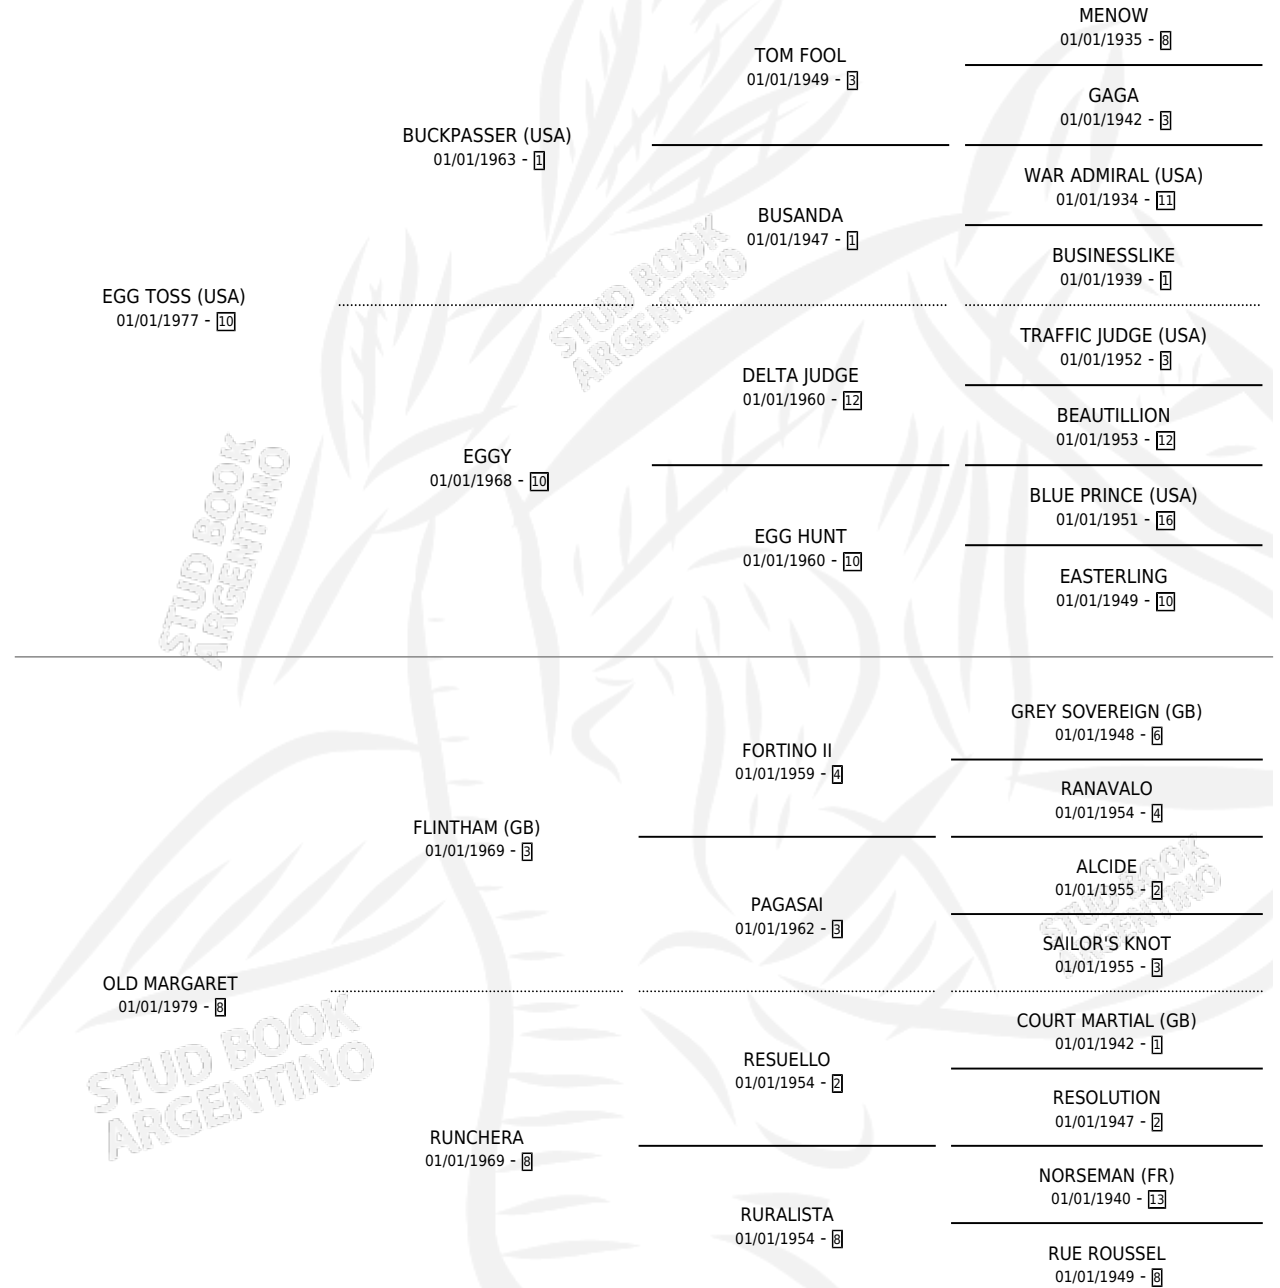 MENOW
01/01/1935 - 8
TOM FOOL
01/01/1949 - 3
GAGA
01/01/1942 - 3
BUCKPASSER (USA)
01/01/1963 - 1
WAR ADMIRAL (USA)
01/01/1934 - 11
BUSANDA
01/01/1947 - 1
BUSINESSLIKE
01/01/1939 - 1
EGG TOSS (USA)
01/01/1977 - 10
STUD BOOK
ARGENTINO
TRAFFIC JUDGE (USA)
01/01/1952 - 3
DELTA JUDGE
01/01/1960 - 12
BEAUTILLION
01/01/1953 - 12
EGGY
01/01/1968 - 10
BLUE PRINCE (USA)
01/01/1951 - 16
EGG HUNT
01/01/1960 - 10
EASTERLING
01/01/1949 - 10
STUD BOOK
ARGENTINO
GREY SOVEREIGN (GB)
01/01/1948 - 6
FORTINO II
01/01/1959 - 4
RANAVALO
01/01/1954 - 4
FLINTHAM (GB)
01/01/1969 - 3
ALCIDE
01/01/1955 - 2
PAGASAI
01/01/1962 - 3
SAILOR'S KNOT
01/01/1955 - 3
STUD BOOK
ARGENTINO
OLD MARGARET
01/01/1979 - 8
COURT MARTIAL (GB)
01/01/1942 - 1
RESUELLO
01/01/1954 - 2
RESOLUTION
01/01/1947 - 2
STUD BOOK
ARGENTINO
RUNCHERA
01/01/1969 - 8
NORSEMAN (FR)
01/01/1940 - 13
RURALISTA
01/01/1954 - 8
RUE ROUSSEL
01/01/1949 - 8